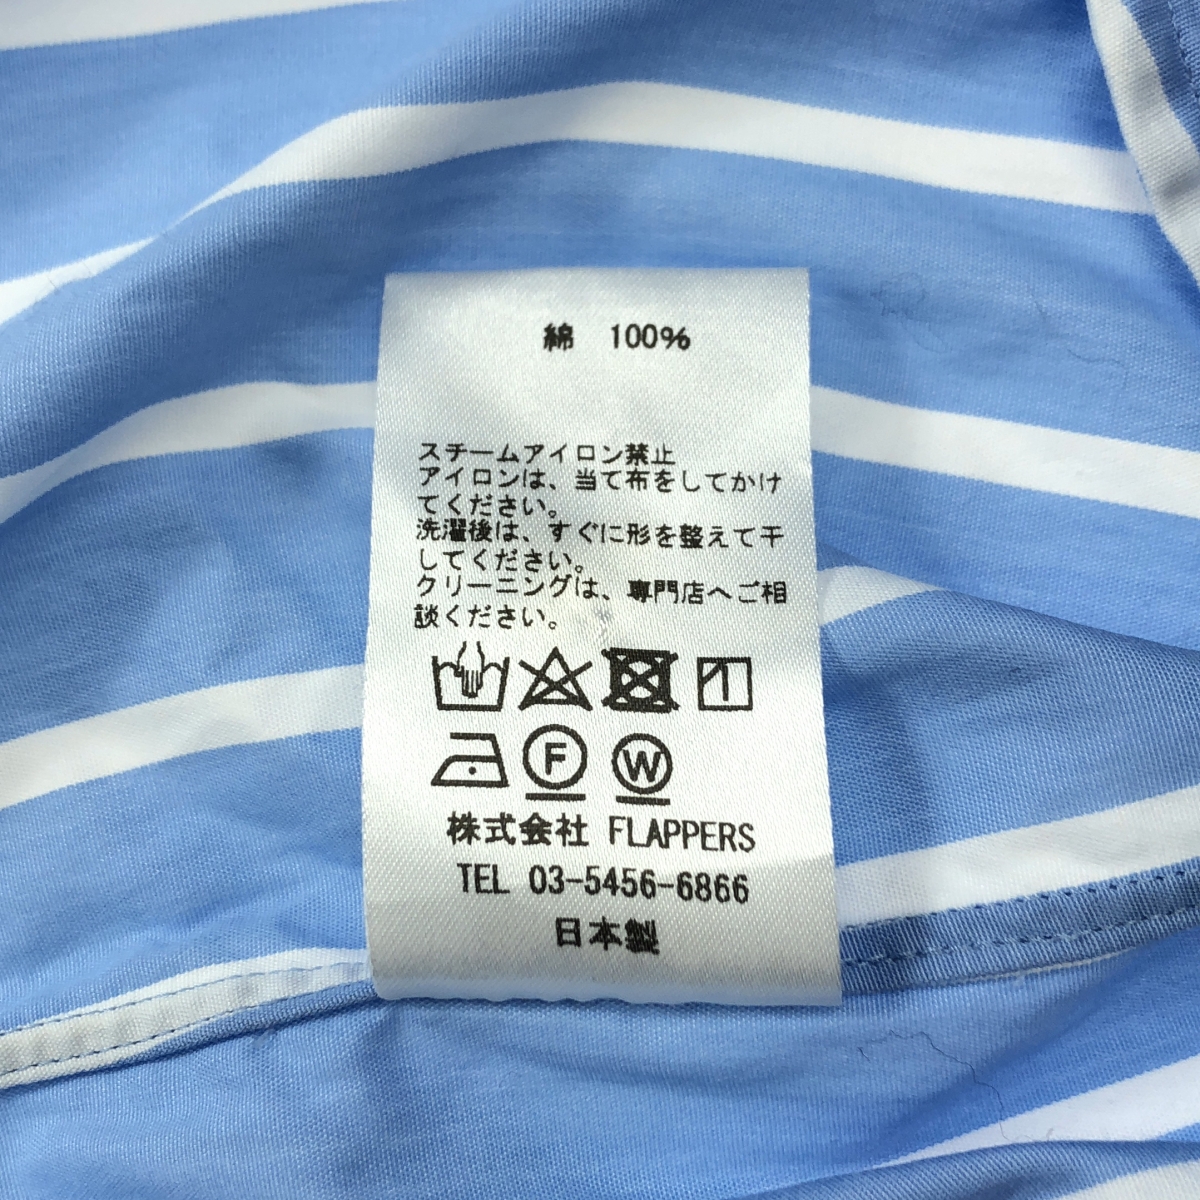 綿 100%
スチームアイロン禁止
アイロンは、当て布をしてかけ
てください。
洗濯後は、すぐに形を整えて干
してください。
クリーニングは、専門店へご相
談ください。
F W
株式会社 FLAPPERS
TEL 03-5456-6866
日本製